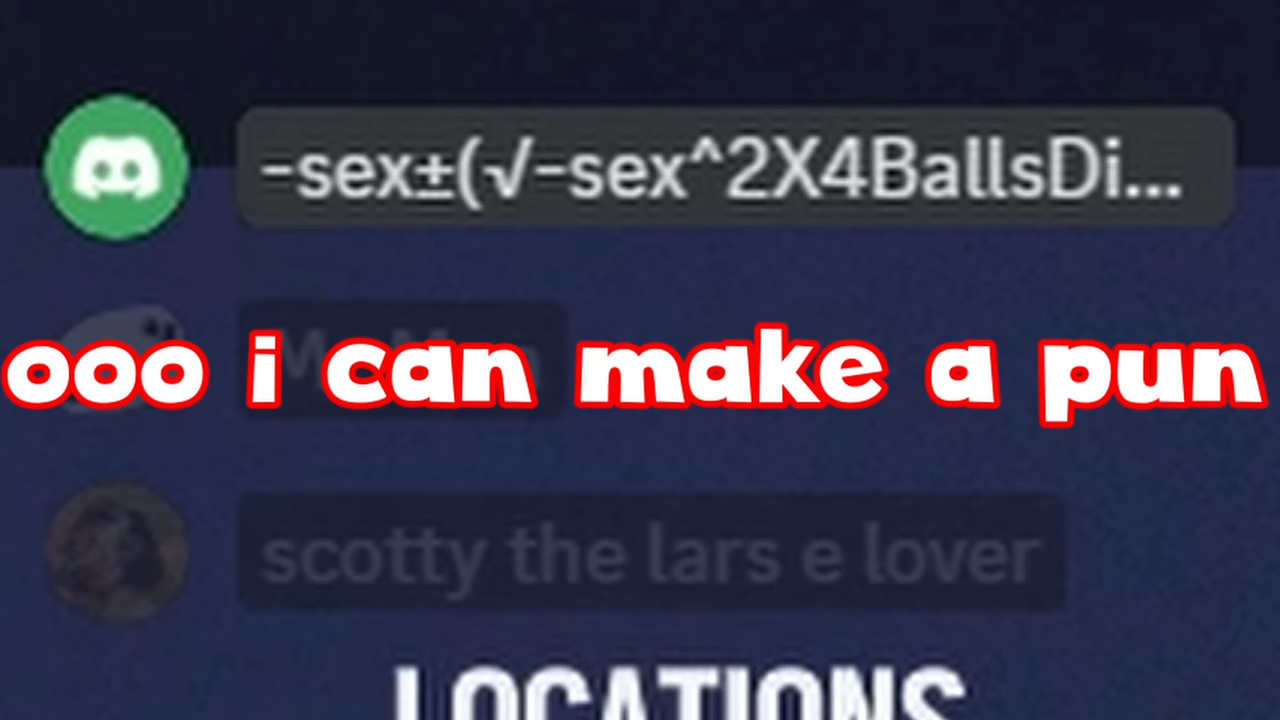 -sex±(√-sex^2X4BallsDi...
ooo i can make a pun
scotty the lars e lover
LOCATIONS